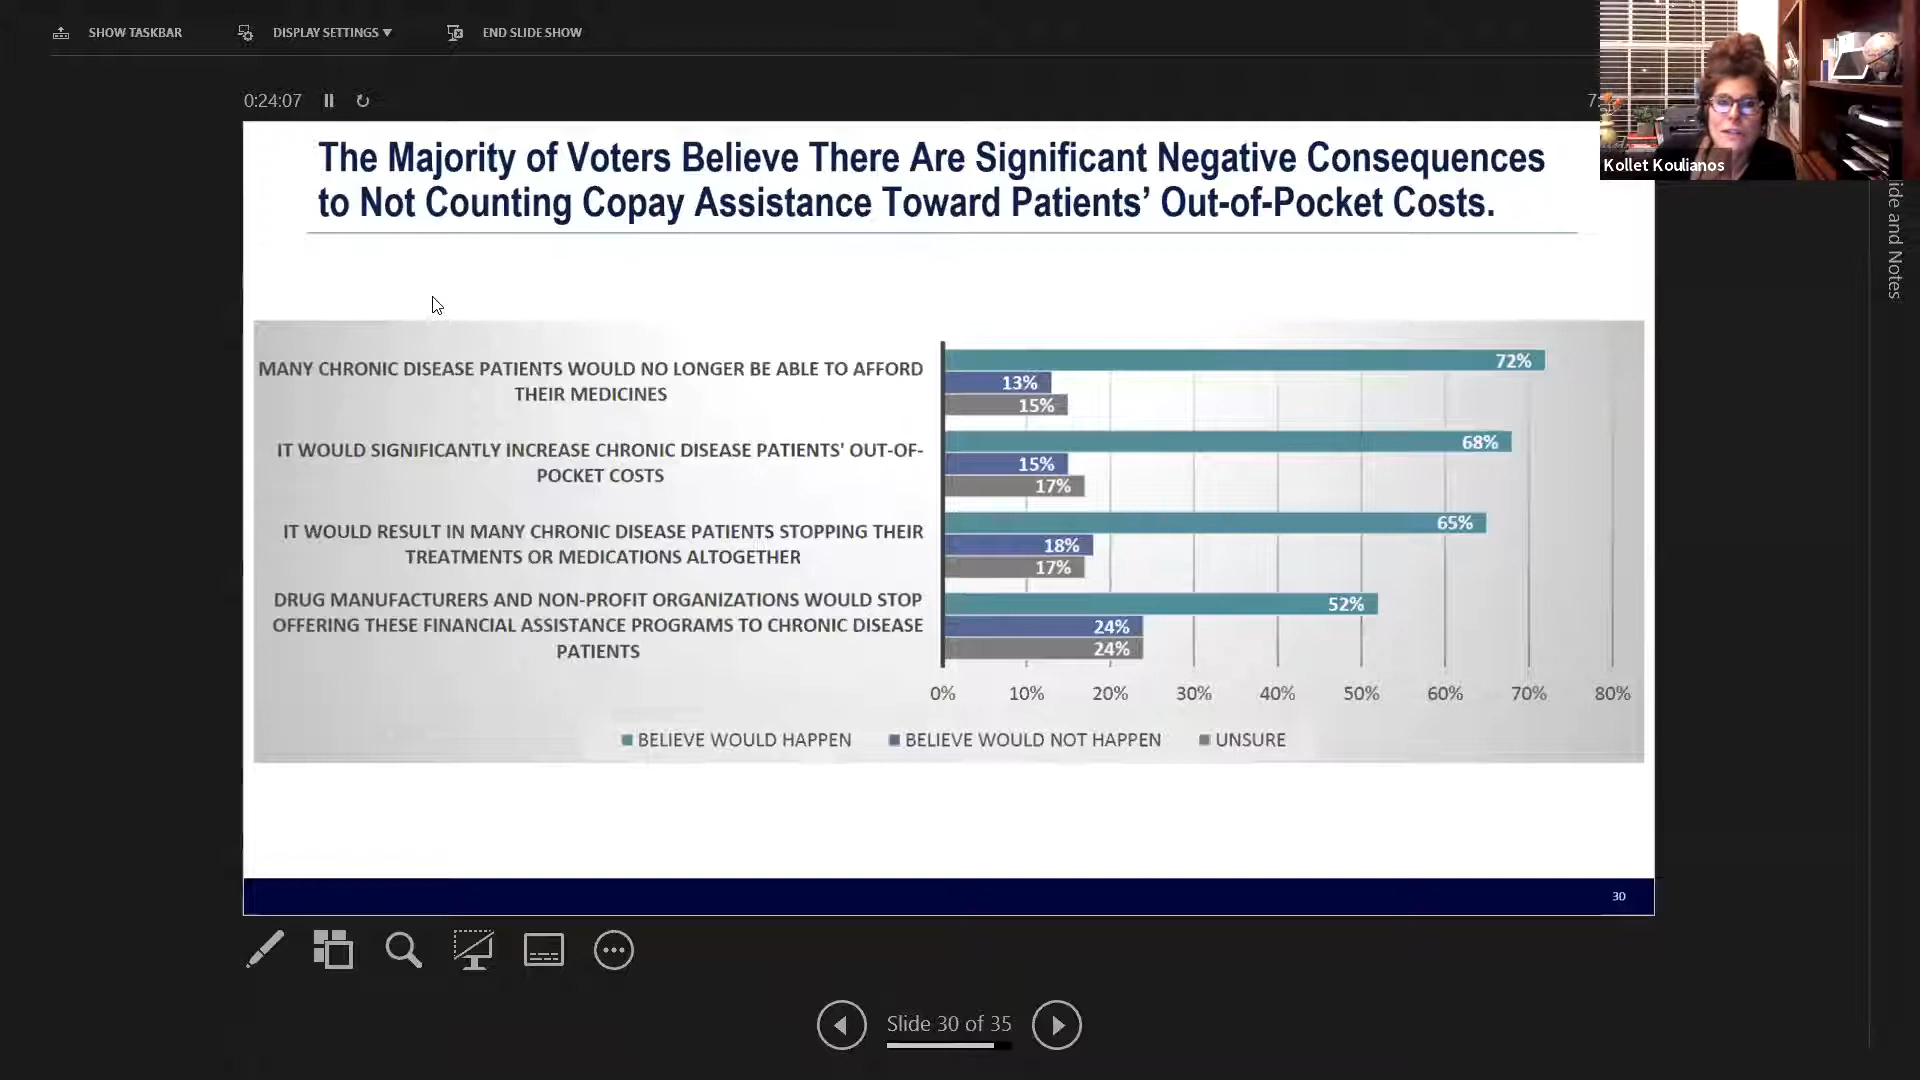 SHOW TASKBAR
DISPLAY SETTINGS ▼
END SLIDE SHOW
0:24:07
7:
Kollet Koulianos
ide and Notes
The Majority of Voters Believe There Are Significant Negative Consequences
to Not Counting Copay Assistance Toward Patients’ Out-of-Pocket Costs.
MANY CHRONIC DISEASE PATIENTS WOULD NO LONGER BE ABLE TO AFFORD
THEIR MEDICINES
72%
13%
15%
IT WOULD SIGNIFICANTLY INCREASE CHRONIC DISEASE PATIENTS' OUT-OF-
POCKET COSTS
68%
15%
17%
IT WOULD RESULT IN MANY CHRONIC DISEASE PATIENTS STOPPING THEIR
TREATMENTS OR MEDICATIONS ALTOGETHER
65%
18%
17%
DRUG MANUFACTURERS AND NON-PROFIT ORGANIZATIONS WOULD STOP
OFFERING THESE FINANCIAL ASSISTANCE PROGRAMS TO CHRONIC DISEASE
PATIENTS
52%
24%
24%
0% 10% 20% 30% 40% 50% 60% 70% 80%
BELIEVE WOULD HAPPEN BELIEVE WOULD NOT HAPPEN UNSURE
30
Slide 30 of 35